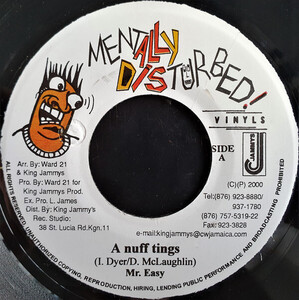 MENTALLY
DISTURBED!
VINYLS
SIDE
A
JAMMYS
(C)(P) 2000
Arr. By: Ward 21
& King Jammys
Pro. By: Ward 21 for
King Jammys Prod.
Ex. Pro. L. James
Dist. By: King Jammy's
Rec. Studio:
38 St. Lucia Rd.Kgn.11
Tel:(876) 923-8880/
937-1780
(876) 757-5319-22
Fax: 923-3828
e-mail:kingjammys@cwjamaica.com
A nuff tings
(I. Dyer/D. McLaughlin)
Mr. Easy
ALL RIGHTS RESERVED, UNAUTHORIZED COPYING, REPRODUCTION, HIRING, LENDING PUBLIC PERFORMANCE AND BROADCASTING PROHIBITED.